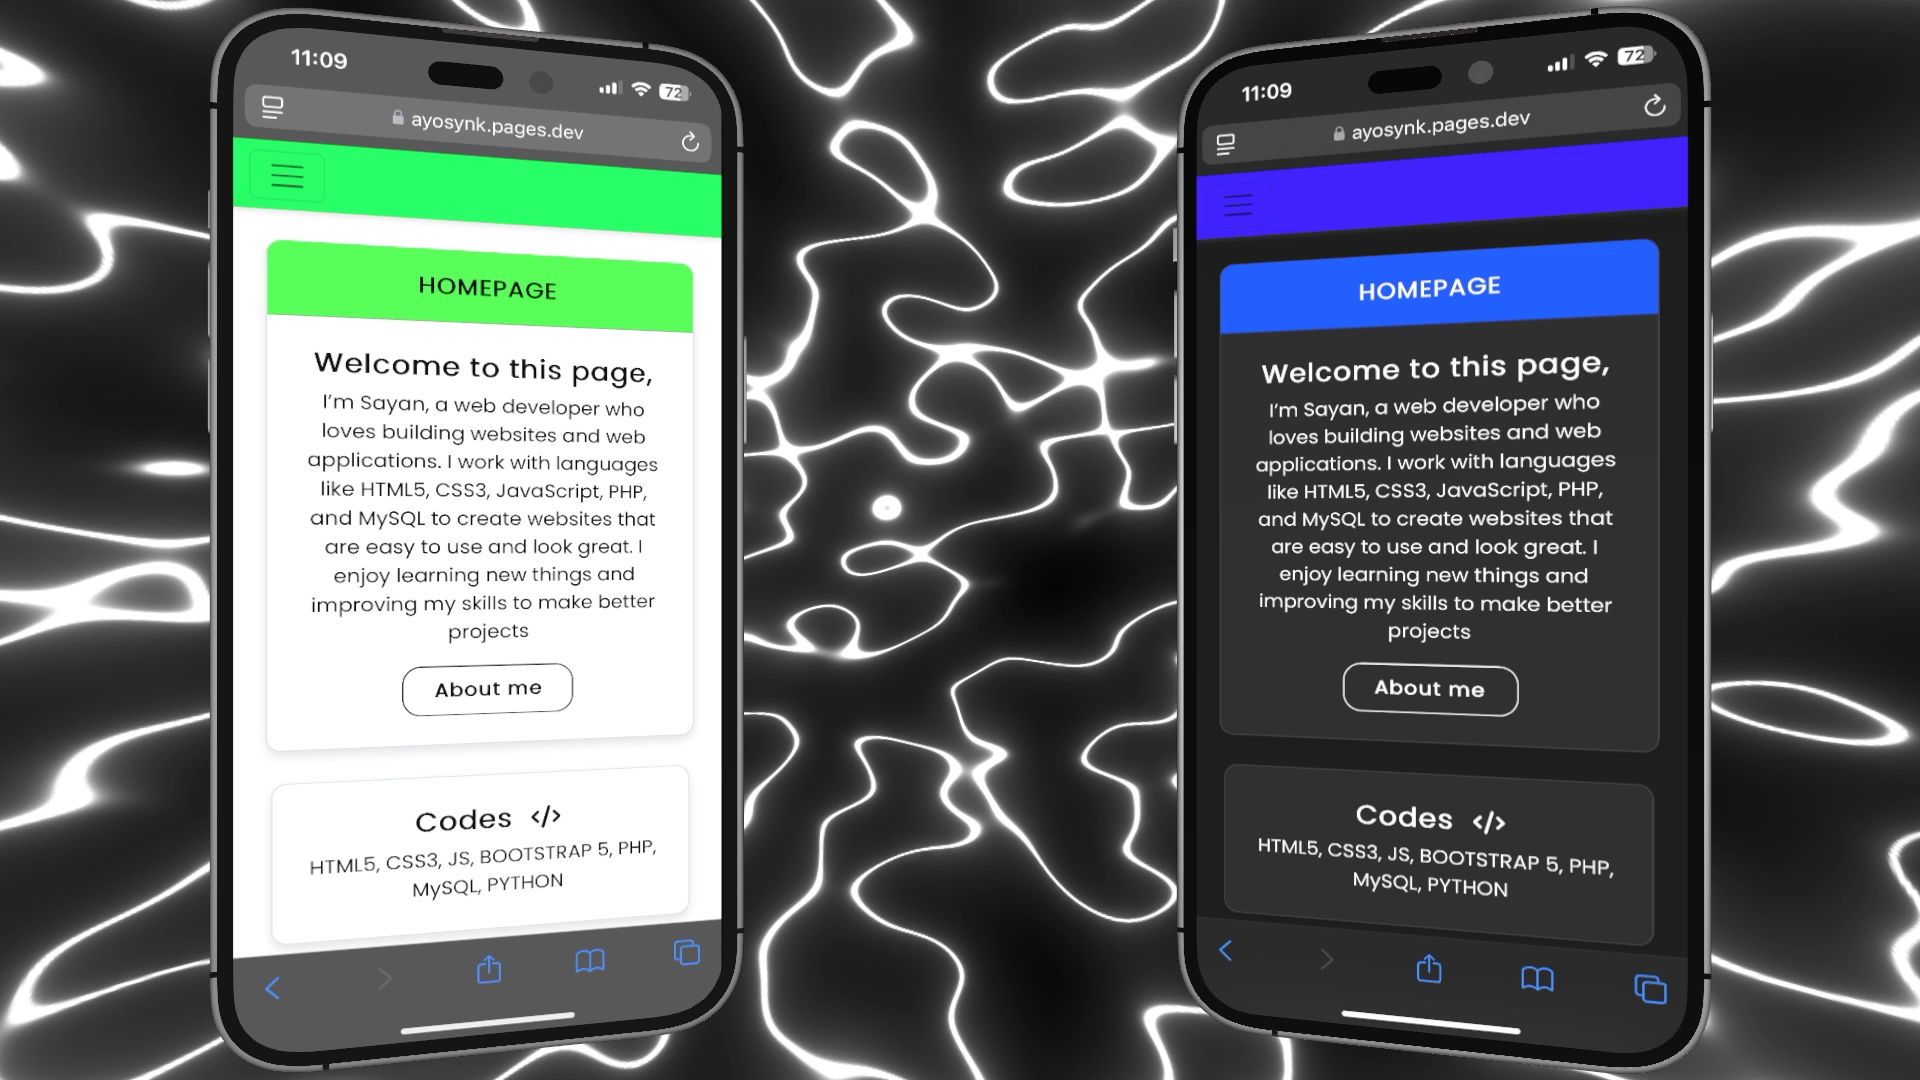 11:09
72
ayosynk.pages.dev
HOMEPAGE
Welcome to this page,
I'm Sayan, a web developer who
loves building websites and web
applications. I work with languages
like HTML5, CSS3, JavaScript, PHP,
and MySQL to create websites that
are easy to use and look great. I
enjoy learning new things and
improving my skills to make better
projects
About me
Codes </>
HTML5, CSS3, JS, BOOTSTRAP 5, PHP,
MySQL, PYTHON
11:09
72
ayosynk.pages.dev
HOMEPAGE
Welcome to this page,
I'm Sayan, a web developer who
loves building websites and web
applications. I work with languages
like HTML5, CSS3, JavaScript, PHP,
and MySQL to create websites that
are easy to use and look great. I
enjoy learning new things and
improving my skills to make better
projects
About me
Codes </>
HTML5, CSS3, JS, BOOTSTRAP 5, PHP,
MySQL, PYTHON